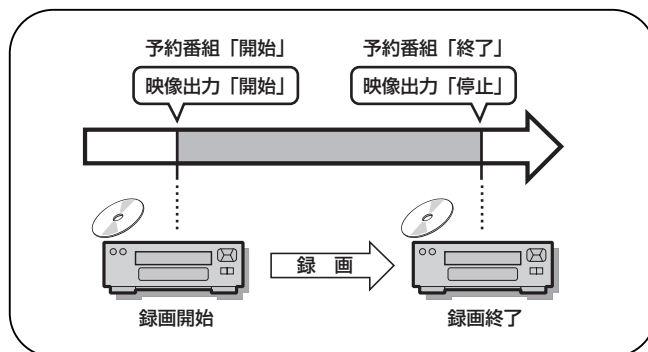 予約番組「開始」
予約番組「終了」
映像出力「開始」
映像出力「停止」
録　画
録画開始
録画終了